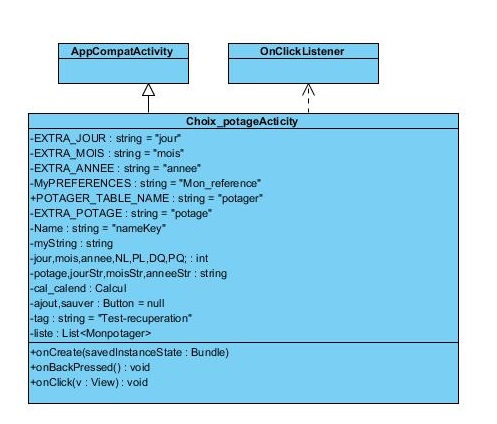 AppCompatActivity
OnClickListener
Choix_potageActicity
-EXTRA_JOUR : string = "jour"
-EXTRA_MOIS : string = "mois"
-EXTRA_ANNEE : string = "annee"
-MyPREFERENCES : string = "Mon_reference"
+POTAGER_TABLE_NAME : string = "potager"
-EXTRA_POTAGE : string = "potage"
-Name : string = "nameKey"
-myString : string
-jour,mois,annee,NL,PL,DQ,PQ; : int
-potage,jourStr,moisStr,anneeStr : string
-cal_calend : Calcul
-ajout,sauver : Button = null
-tag : string = "Test-recuperation"
-liste : List<Monpotager>
+onCreate(savedInstanceState : Bundle)
+onBackPressed() : void
+onClick(v : View) : void